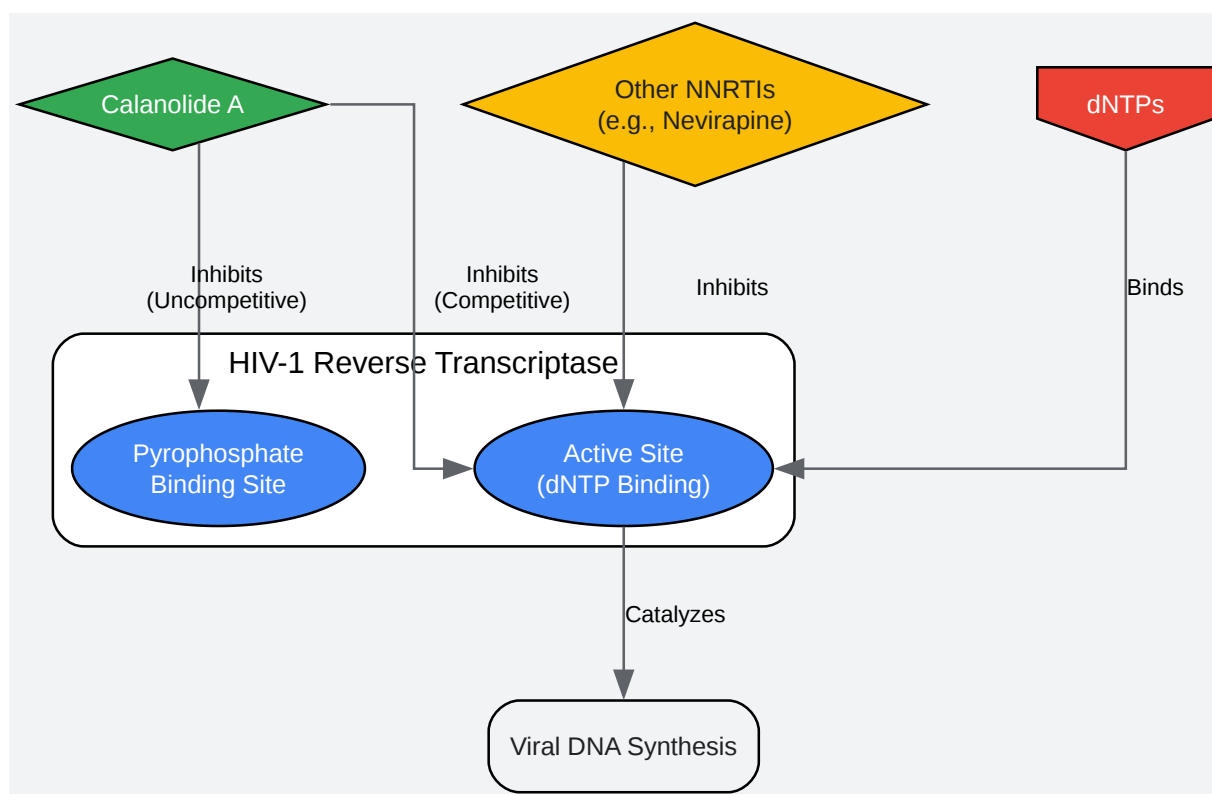 Calanolide A
Other NNRTIs
(e.g., Nevirapine)
dNTPs
Inhibits
(Uncompetitive)
Inhibits
(Competitive)
Inhibits
Binds
HIV-1 Reverse Transcriptase
Pyrophosphate
Binding Site
Active Site
(dNTP Binding)
Catalyzes
Viral DNA Synthesis